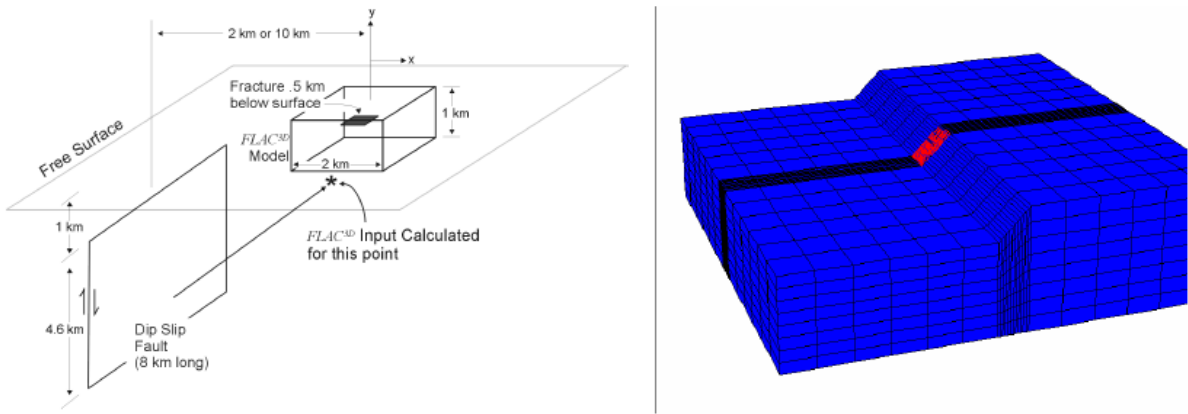 y
2 km or 10 km
x
Fracture .5 km
below surface
1 km
Free Surface
FLAC3D
Model
2 km
*
1 km
FLAC3D Input Calculated
for this point
4.6 km
Dip Slip
Fault
(8 km long)